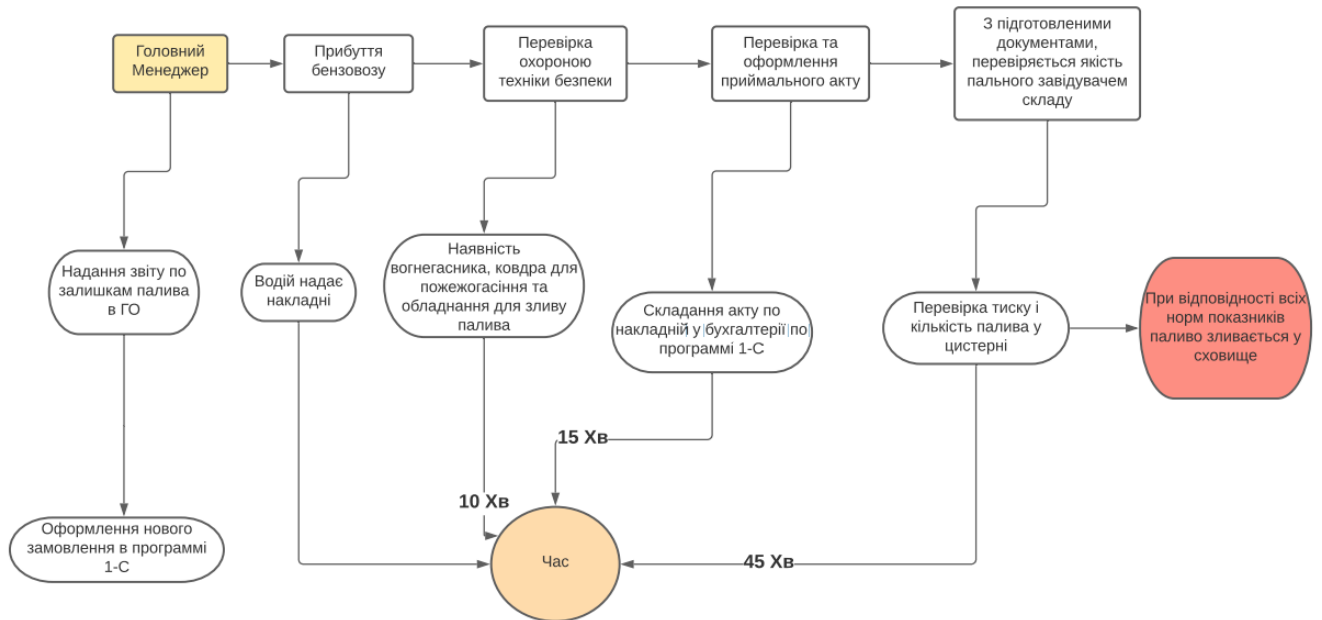 Головний
Менеджер
Прибуття
бензовозу
Перевірка
охороною
техніки безпеки
Перевірка та
оформлення
приймального акту
З підготовленими
документами,
перевіряється якість
пального завідувачем
складу
Надання звіту по
залишкам палива
в ГО
Водій надає
накладні
Наявність
вогнегасника, ковдра для
пожежогасіння та
обладнання для зливу
палива
Складання акту по
накладній у бухгалтерії по
программі 1-С
Перевірка тиску і
кількість палива у
цистерні
При відповідності всіх
норм показників
паливо зливається у
сховище
15 Хв
10 Хв
Оформлення нового
замовлення в программі
1-С
Час
45 Хв